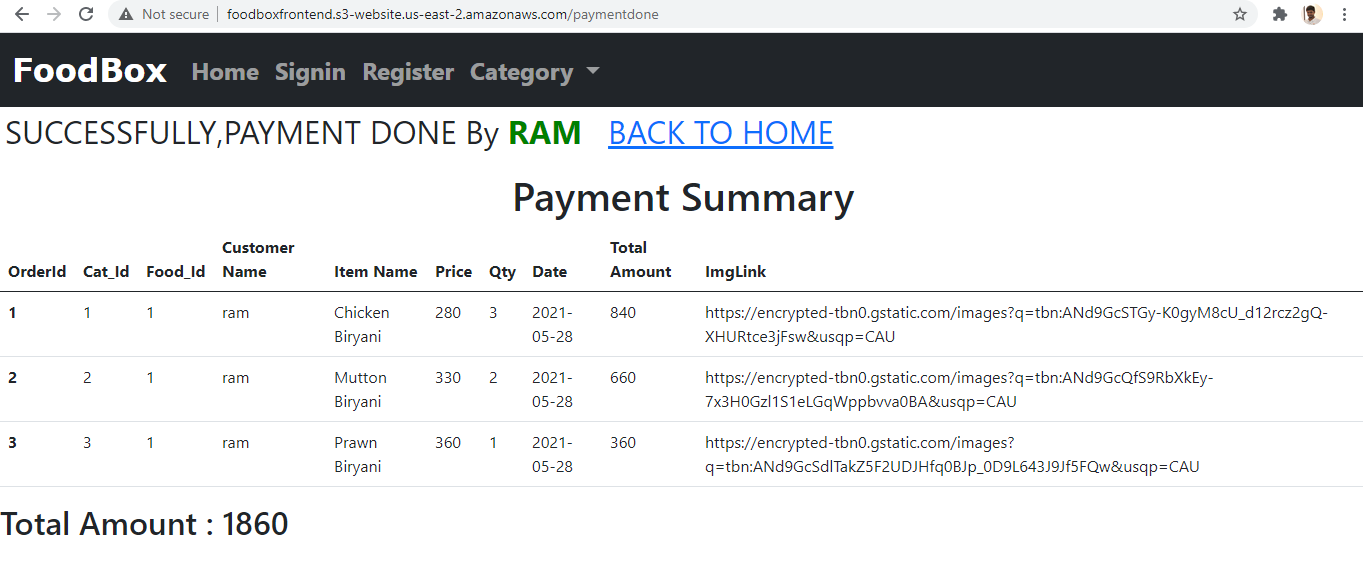 Not secure | foodboxfrontend.s3-website.us-east-2.amazonaws.com/paymentdone
FoodBox Home Signin Register Category
SUCCESSFULLY,PAYMENT DONE By RAM BACK TO HOME
Payment Summary
OrderId Cat_Id Food_Id Customer Name Item Name Price Qty Date Total Amount ImgLink
1 1 1 ram Chicken Biryani 280 3 2021-05-28 840 https://encrypted-tbn0.gstatic.com/images?q=tbn:ANd9GcSTGy-K0gyM8cU_d12rcz2gQ-XHURtce3jFsw&usqp=CAU
2 2 1 ram Mutton Biryani 330 2 2021-05-28 660 https://encrypted-tbn0.gstatic.com/images?q=tbn:ANd9GcQfS9RbXkEy-7x3H0Gzl1S1eLGqWppbvva0BA&usqp=CAU
3 3 1 ram Prawn Biryani 360 1 2021-05-28 360 https://encrypted-tbn0.gstatic.com/images?q=tbn:ANd9GcSdlTakZ5F2UDJHfq0BJp_0D9L643J9Jf5FQw&usqp=CAU
Total Amount : 1860